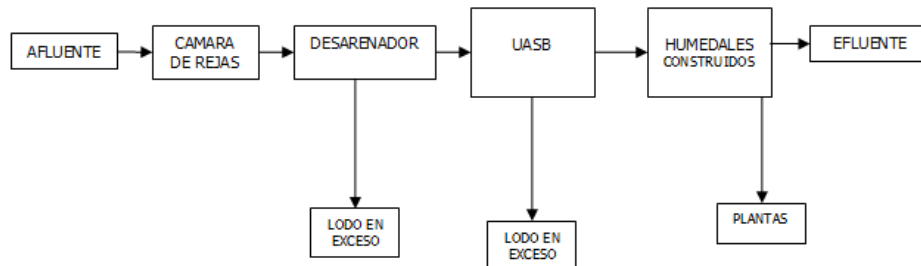 AFLUENTE
CAMARA
DE REJAS
DESARENADOR
UASB
HUMEDALES
CONSTRUIDOS
EFLUENTE
LODO EN
EXCESO
LODO EN
EXCESO
PLANTAS